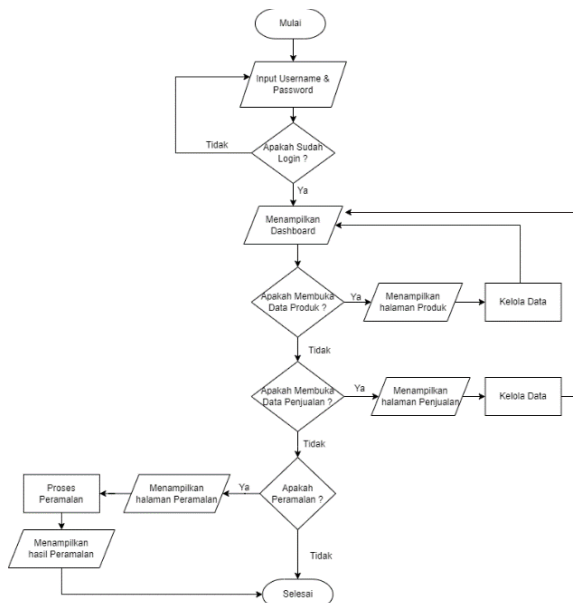 Mulai
Input Username &
Password
Tidak
Apakah Sudah
Login ?
Ya
Menampilkan
Dashboard
Apakah Membuka
Data Produk ?
Ya
Menampilkan
halaman Produk
Kelola Data
Tidak
Apakah Membuka
Data Penjualan ?
Ya
Menampilkan
halaman Penjualan
Kelola Data
Tidak
Apakah
Peramalan ?
Ya
Menampilkan
halaman Peramalan
Proses
Peramalan
Menampilkan
hasil Peramalan
Tidak
Selesai